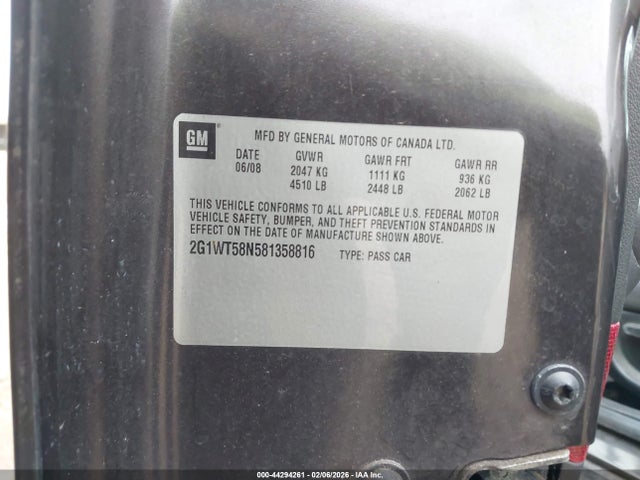 GM
MFD BY GENERAL MOTORS OF CANADA LTD.
DATE GVWR GAWR FRT GAWR RR
06/08 2047 KG 1111 KG 936 KG
4510 LB 2448 LB 2062 LB
THIS VEHICLE CONFORMS TO ALL APPLICABLE U.S. FEDERAL MOTOR
VEHICLE SAFETY, BUMPER, AND THEFT PREVENTION STANDARDS IN
EFFECT ON THE DATE OF MANUFACTURE SHOWN ABOVE.
2G1WT58N581358816 TYPE: PASS CAR
000-44294261 - 02/06/2026 - IAAI.COM